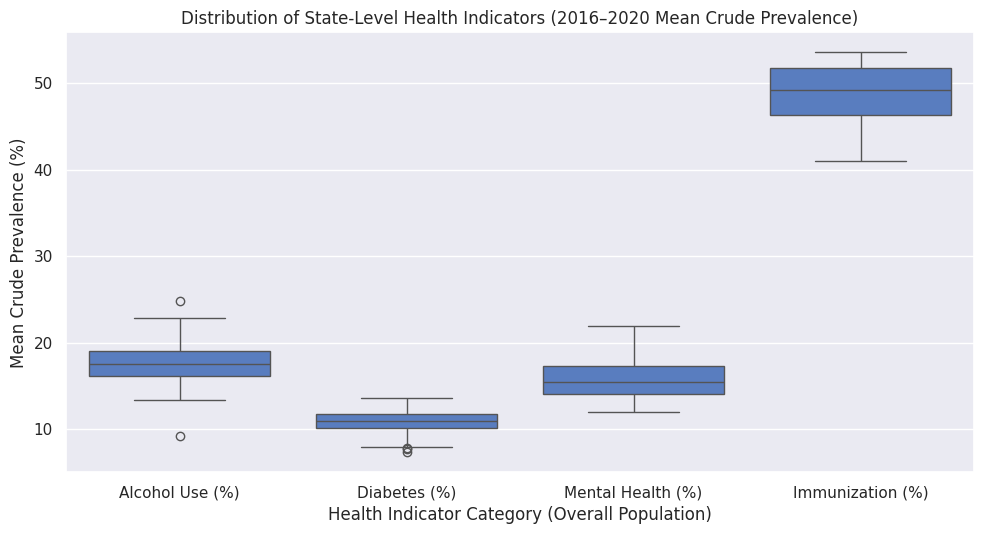 Distribution of State-Level Health Indicators (2016–2020 Mean Crude Prevalence)
Mean Crude Prevalence (%)
50
40
30
20
10
Alcohol Use (%)
Diabetes (%)
Mental Health (%)
Immunization (%)
Health Indicator Category (Overall Population)